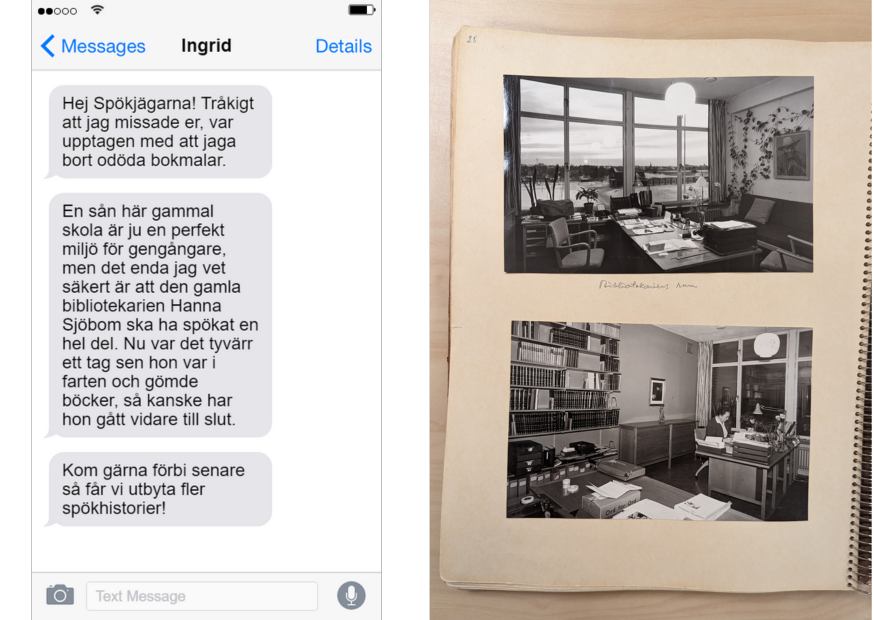 Messages
Ingrid
Details
Hej Spökjägarna! Tråkigt
att jag missade er, var
upptagen med att jaga
bort odöda bokmalar.
En sån här gammal
skola är ju en perfekt
miljö för gengångare,
men det enda jag vet
säkert är att den gamla
bibliotekarien Hanna
Sjöbom ska ha spökat en
hel del. Nu var det tyvärr
ett tag sen hon var i
farten och gömde
böcker, så kanske har
hon gått vidare till slut.
Kom gärna förbi senare
så får vi utbyta fler
spökhistorier!
Text Message
Bibliotekariens rum